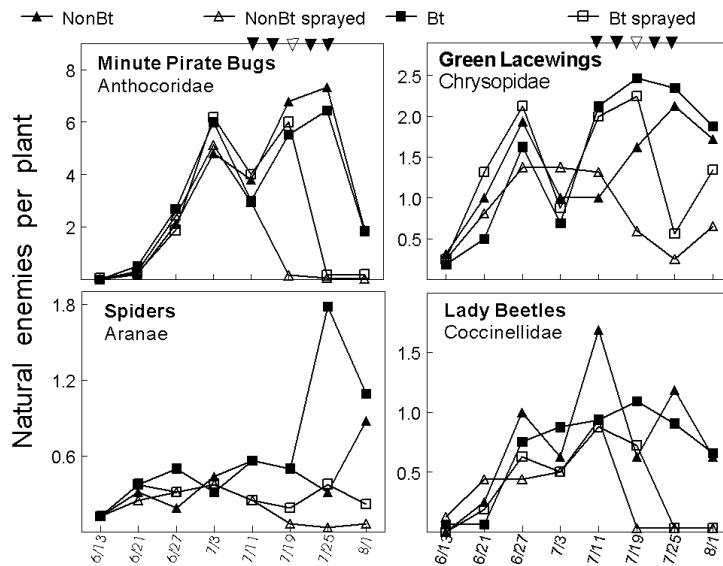 NonBt NonBt sprayed Bt Bt sprayed
Natural enemies per plant
Minute Pirate Bugs
Anthocoridae
8
6
4
2
Green Lacewings
Chrysopidae
2.5
2.0
1.5
1.0
0.5
Spiders
Aranae
1.8
1.2
0.6
6/13 6/21 6/27 7/3 7/11 7/19 7/25 8/1
Lady Beetles
Coccinellidae
1.5
1.0
0.5
6/13 6/21 6/27 7/3 7/11 7/19 7/25 8/1